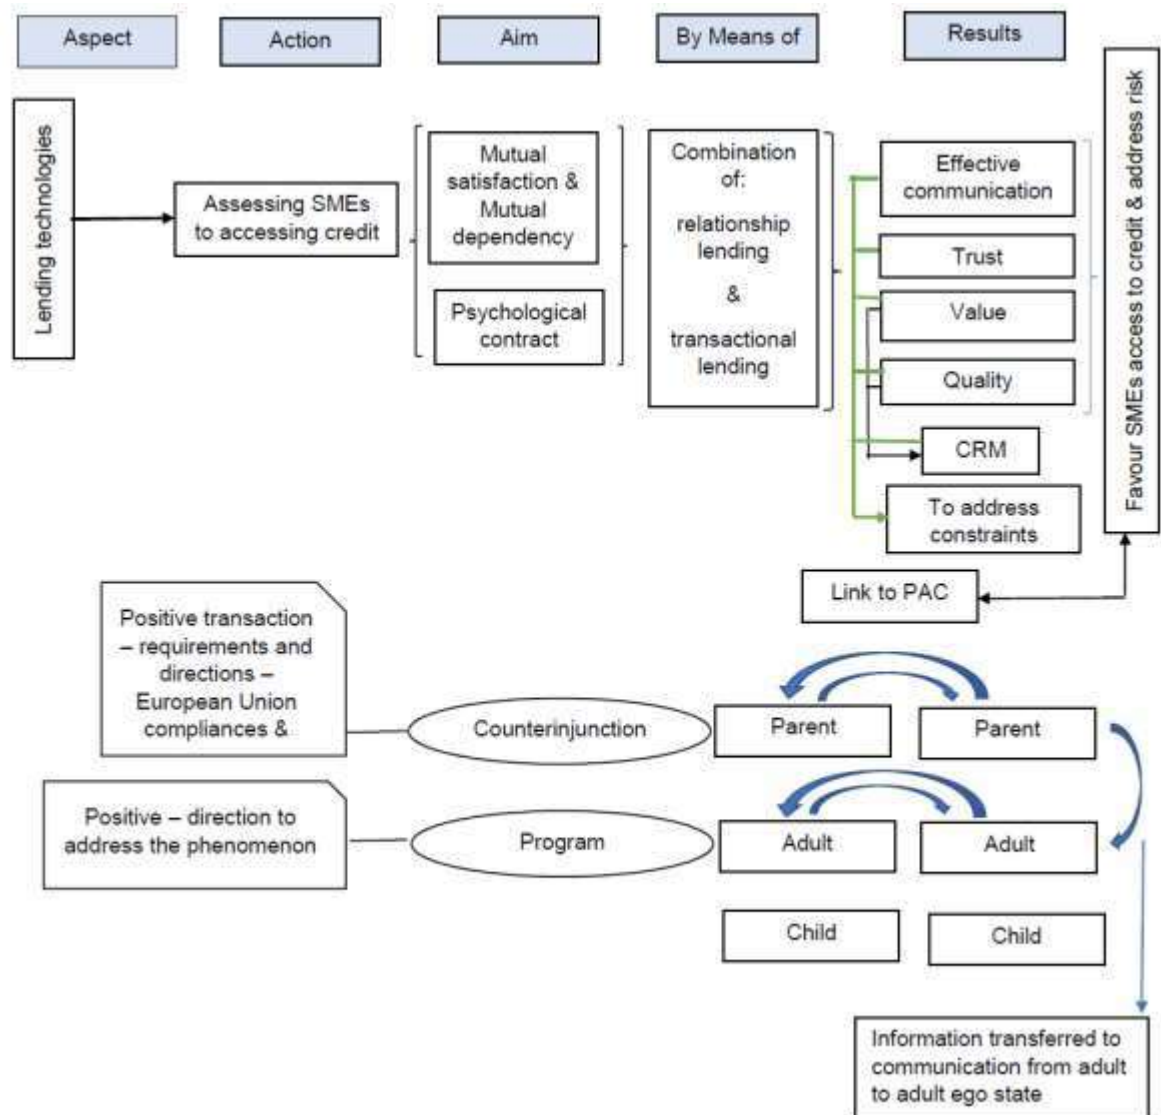 Aspect
Action
Aim
By Means of
Results
Lending technologies
Assessing SMEs
to accessing credit
Mutual
satisfaction &
Mutual
dependency
Psychological
contract
Combination
of:
relationship
lending
&
transactional
lending
Effective
communication
Trust
Value
Quality
CRM
To address
constraints
Favour SMEs access to credit & address risk
Link to PAC
Positive transaction
– requirements and
directions –
European Union
compliances &
Counterinjunction
Parent
Parent
Positive – direction to
address the phenomenon
Program
Adult
Adult
Child
Child
Information transferred to
communication from adult
to adult ego state